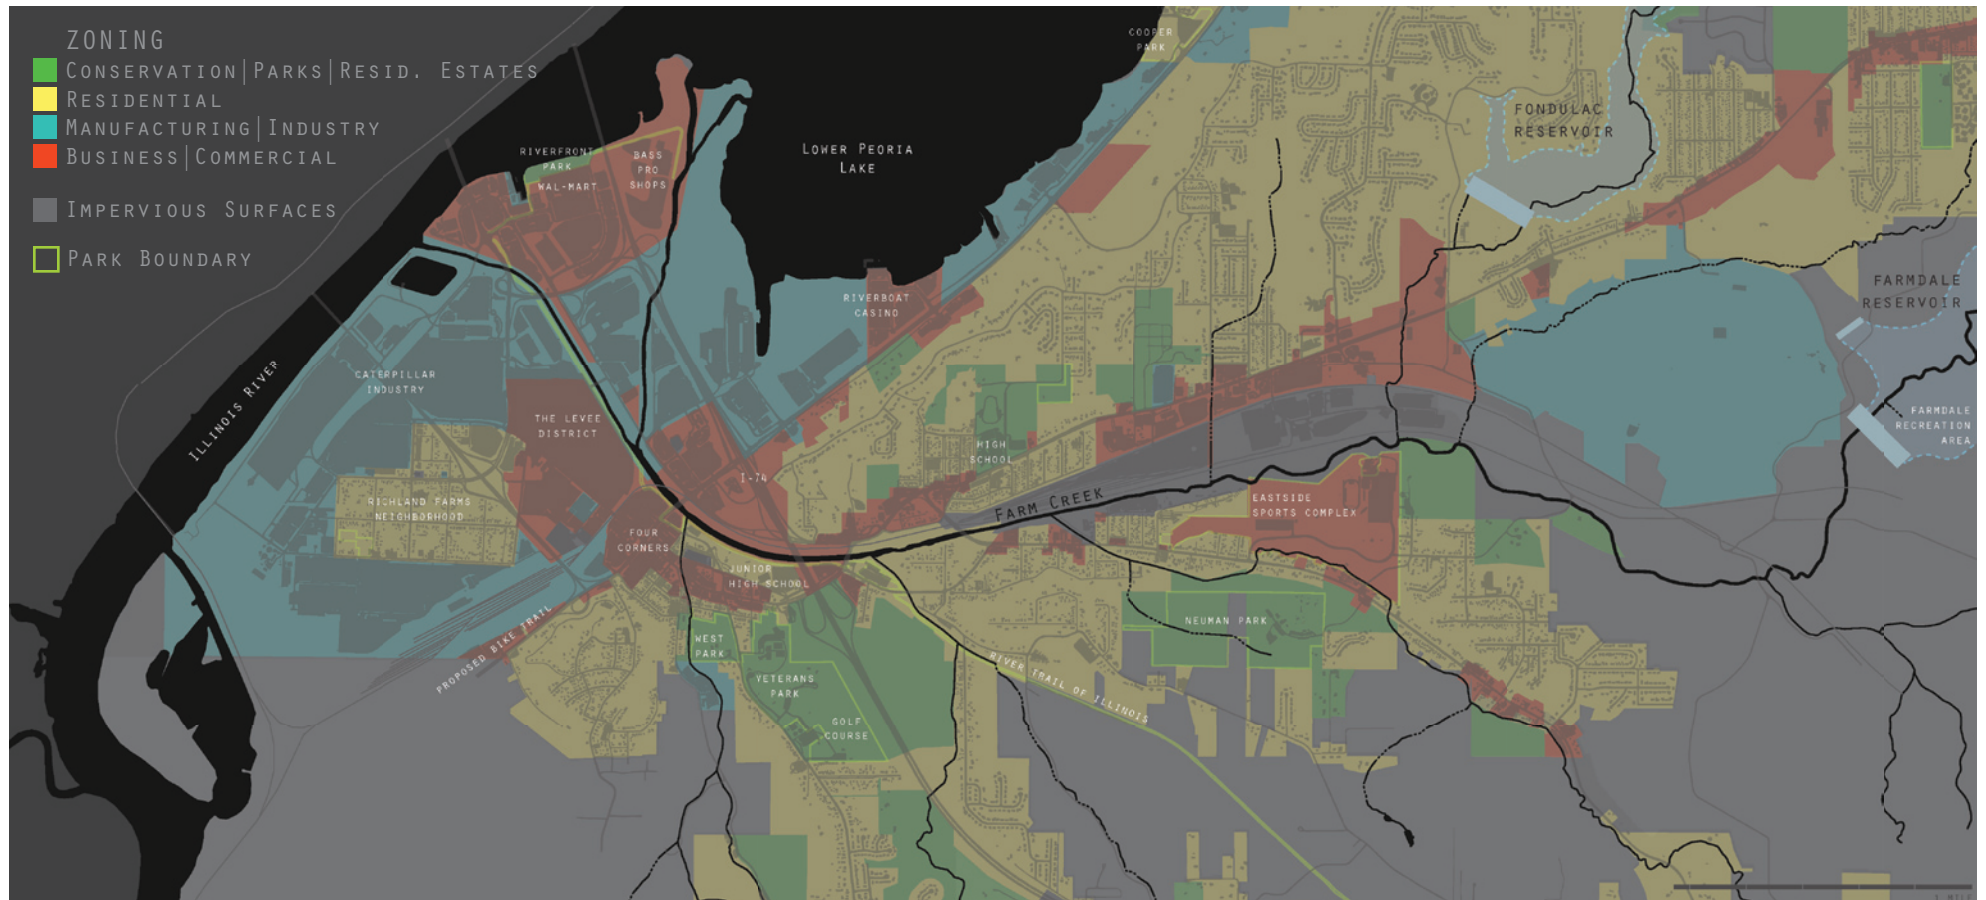 ZONING
CONSERVATION|PARKS|RESID. ESTATES
RESIDENTIAL
MANUFACTURING|INDUSTRY
BUSINESS|COMMERCIAL
IMPERVIOUS SURFACES
PARK BOUNDARY
COOPER
PARK
RIVERFRONT
PARK
WAL-MART
BASS
PRO
SHOPS
LOWER PEORIA
LAKE
FONDULAC
RESERVOIR
FARMDALE
RESERVOIR
RIVERBOAT
CASINO
ILLINOIS RIVER
CATERPILLAR
INDUSTRY
THE LEVEE
DISTRICT
FARMDALE
RECREATION
AREA
HIGH
SCHOOL
I-74
RICHLAND FARMS
NEIGHBORHOOD
FARM CREEK
EASTSIDE
SPORTS COMPLEX
FOUR
CORNERS
JUNIOR
HIGH SCHOOL
PROPOSED BIKE TRAIL
WEST
PARK
NEUMAN PARK
VETERANS
PARK
RIVER TRAIL OF ILLINOIS
GOLF
COURSE